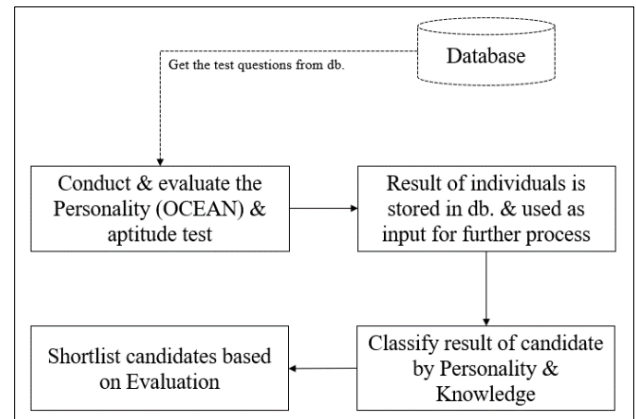 Database
Get the test questions from db.
Conduct & evaluate the
Personality (OCEAN) &
aptitude test
Result of individuals is
stored in db. & used as
input for further process
Classify result of candidate
by Personality &
Knowledge
Shortlist candidates based
on Evaluation